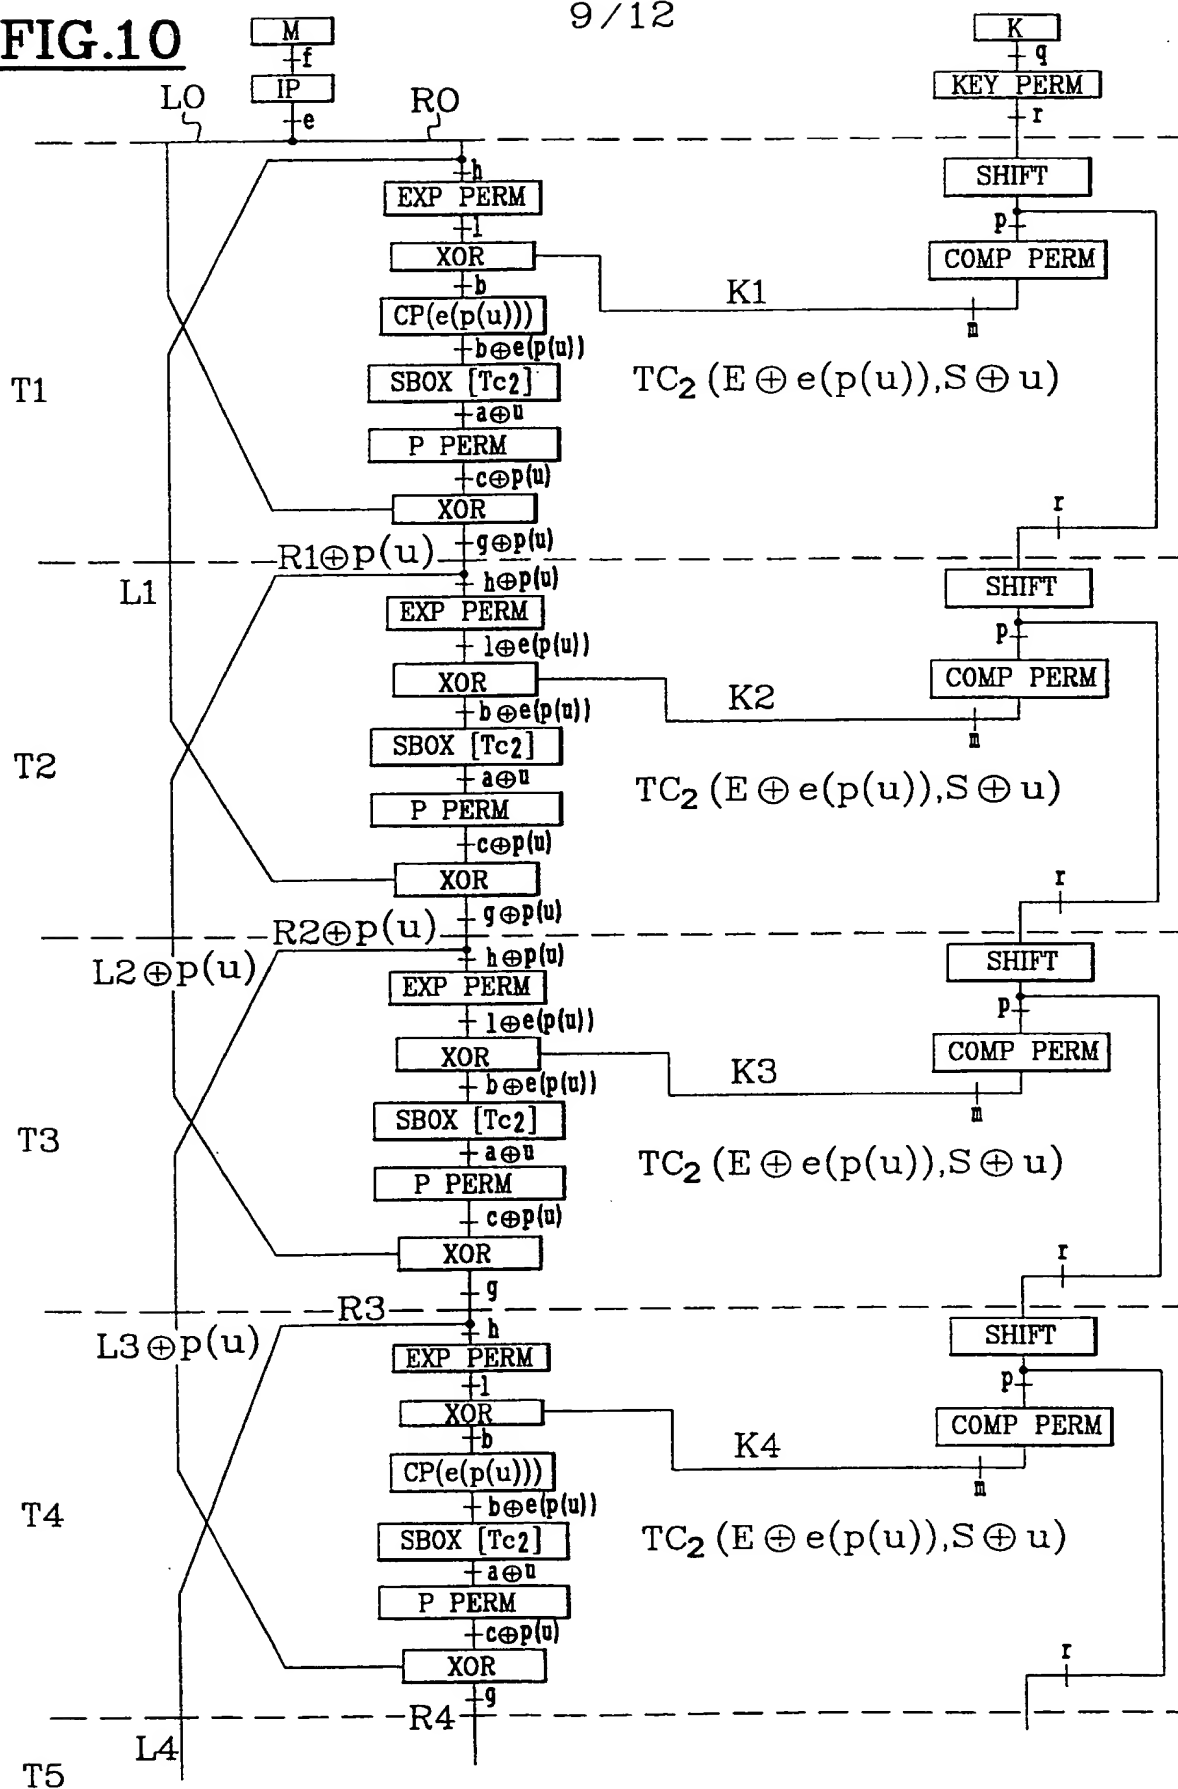 9/12
FIG.10
M
K
f
q
IP
KEY PERM
L0
R0
e
r
h
SHIFT
EXP PERM
p
l
XOR
COMP PERM
b
K1
m
CP(e(p(u)))
b⊕e(p(u))
T1
SBOX [Tc2]
TC2 (E⊕e(p(u)),S⊕u)
a⊕u
P PERM
c⊕p(u)
XOR
r
g⊕p(u)
R1⊕p(u)
L1
h⊕p(u)
SHIFT
EXP PERM
p
l⊕e(p(u))
XOR
COMP PERM
K2
b⊕e(p(u))
m
SBOX [Tc2]
T2
a⊕u
TC2 (E⊕e(p(u)),S⊕u)
P PERM
c⊕p(u)
XOR
r
g⊕p(u)
R2⊕p(u)
L2⊕p(u)
h⊕p(u)
SHIFT
EXP PERM
p
l⊕e(p(u))
XOR
COMP PERM
K3
b⊕e(p(u))
m
SBOX [Tc2]
T3
a⊕u
TC2 (E⊕e(p(u)),S⊕u)
P PERM
c⊕p(u)
XOR
r
g
R3
L3⊕p(u)
h
SHIFT
EXP PERM
p
l
XOR
COMP PERM
b
K4
CP(e(p(u)))
m
b⊕e(p(u))
T4
SBOX [Tc2]
TC2 (E⊕e(p(u)),S⊕u)
a⊕u
P PERM
c⊕p(u)
XOR
r
g
R4
L4
T5